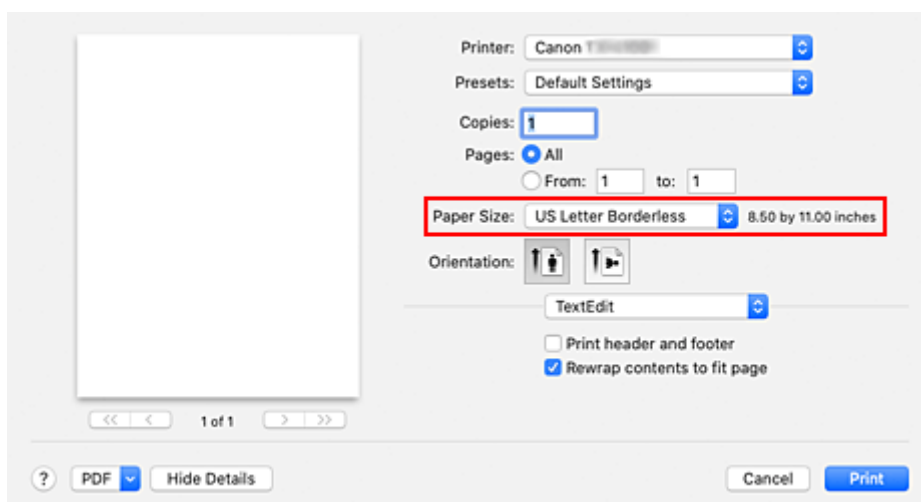 Printer: Canon
Presets: Default Settings
Copies: 1
Pages: All
From: 1 to: 1
Paper Size: US Letter Borderless 8.50 by 11.00 inches
Orientation:
TextEdit
Print header and footer
Rewrap contents to fit page
<< < 1 of 1 > >>
? PDF Hide Details Cancel Print